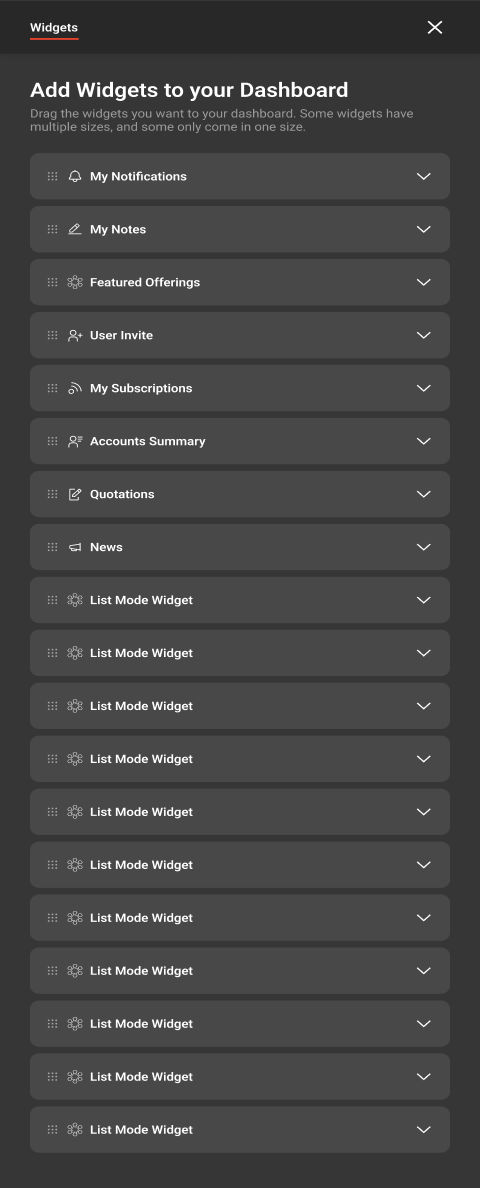 Widgets
Add Widgets to your Dashboard
Drag the widgets you want to your dashboard. Some widgets have
multiple sizes, and some only come in one size.
My Notifications
My Notes
Featured Offerings
User Invite
My Subscriptions
Accounts Summary
Quotations
News
List Mode Widget
List Mode Widget
List Mode Widget
List Mode Widget
List Mode Widget
List Mode Widget
List Mode Widget
List Mode Widget
List Mode Widget
List Mode Widget
List Mode Widget